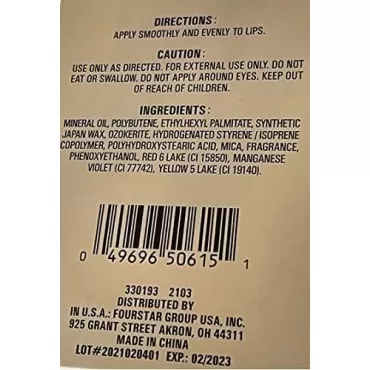 DIRECTIONS:
APPLY SMOOTHLY AND EVENLY TO LIPS.
CAUTION:
USE ONLY AS DIRECTED. FOR EXTERNAL USE ONLY. DO NOT
EAT OR SWALLOW. DO NOT APPLY AROUND EYES. KEEP OUT
OF REACH OF CHILDREN.
INGREDIENTS:
MINERAL OIL, POLYBUTENE, ETHYLHEXYL PALMITATE, SYNTHETIC
JAPAN WAX, OZOKERITE, HYDROGENATED STYRENE / ISOPRENE
COPOLYMER, POLYHYDROXYSTEARIC ACID, MICA, FRAGRANCE,
PHENOXYETHANOL, RED 6 LAKE (CI 15850), MANGANESE
VIOLET (CI 77742), YELLOW 5 LAKE (CI 19140).
0 49696 50615 1
330193 2103
DISTRIBUTED BY
IN U.S.A.: FOURSTAR GROUP USA, INC.
925 GRANT STREET AKRON, OH 44311
MADE IN CHINA
LOT#2021020401 EXP: 02/2023